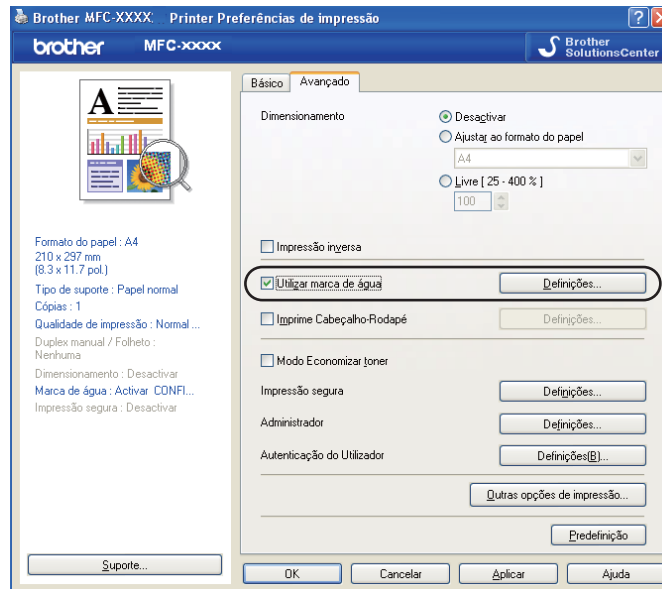 Brother MFC-XXXX: Printer Preferências de impressão
brother MFC-xxxx
Brother
SolutionsCenter
Básico Avançado
A
Formato do papel : A4
210 x 297 mm
(8.3 x 11.7 pol.)
Tipo de suporte : Papel normal
Cópias : 1
Qualidade de impressão : Normal ...
Duplex manual / Folheto :
Nenhuma
Dimensionamento : Desactivar
Marca de água : Activar CONFI...
Impressão segura : Desactivar
Suporte...
Dimensionamento
Desactivar
Ajustar ao formato do papel
A4
Livre [ 25 - 400 % ]
100
Impressão inversa
Utilizar marca de água Definições...
Imprime Cabeçalho-Rodapé Definições...
Modo Economizar toner
Impressão segura Definições...
Administrador Definições...
Autenticação do Utilizador Definições(B)...
Outras opções de impressão...
Predefinição
OK Cancelar Aplicar Ajuda